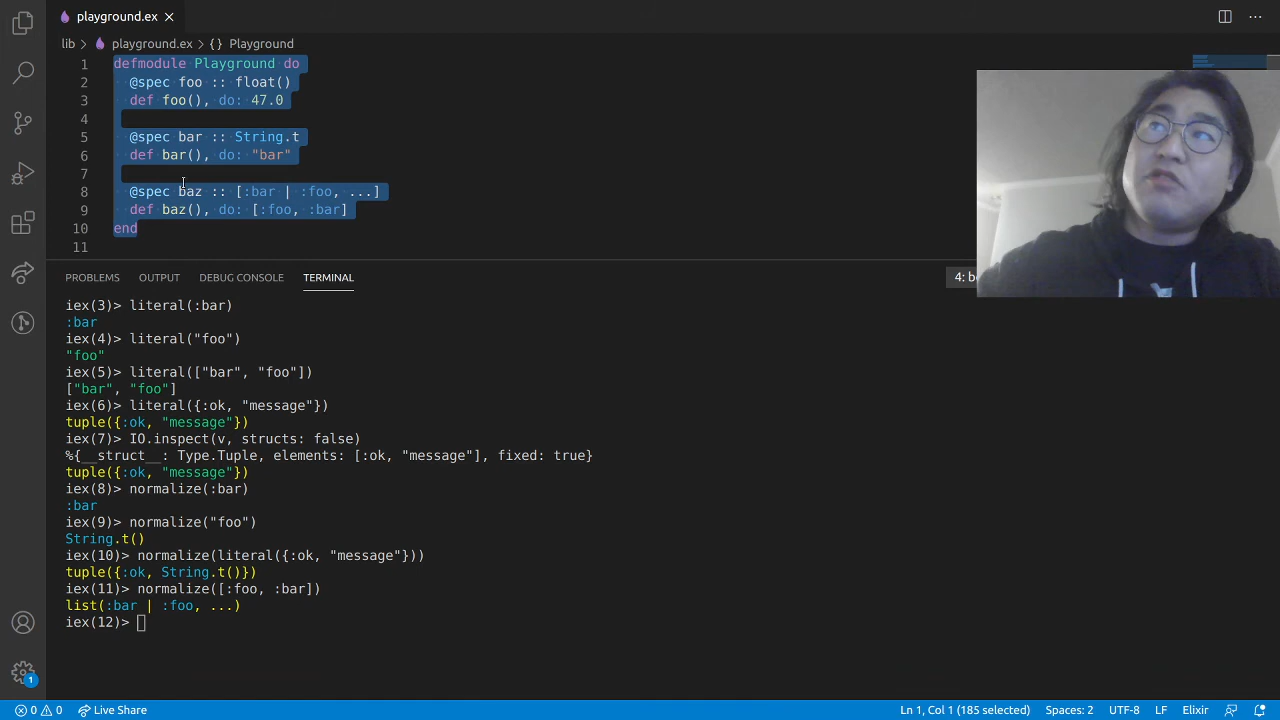 playground.ex
lib
playground.ex
{} Playground
1 defmodule Playground do
2 @spec foo :: float()
3 def foo(), do: 47.0
4
5 @spec bar :: String.t
6 def bar(), do: "bar"
7
8 @spec baz :: [:bar | :foo, ...]
9 def baz(), do: [:foo, :bar]
10 end
11
PROBLEMS OUTPUT DEBUG CONSOLE TERMINAL 4: b
iex(3)> literal(:bar)
:bar
iex(4)> literal("foo")
"foo"
iex(5)> literal(["bar", "foo"])
["bar", "foo"]
iex(6)> literal({:ok, "message"})
tuple({:ok, "message"})
iex(7)> IO.inspect(v, structs: false)
%{__struct__: Type.Tuple, elements: [:ok, "message"], fixed: true}
tuple({:ok, "message"})
iex(8)> normalize(:bar)
:bar
iex(9)> normalize("foo")
String.t()
iex(10)> normalize(literal({:ok, "message"}))
tuple({:ok, String.t()})
iex(11)> normalize([:foo, :bar])
list(:bar | :foo, ...)
iex(12)>
1
0 0 Live Share Ln 1, Col 1 (185 selected) Spaces: 2 UTF-8 LF Elixir